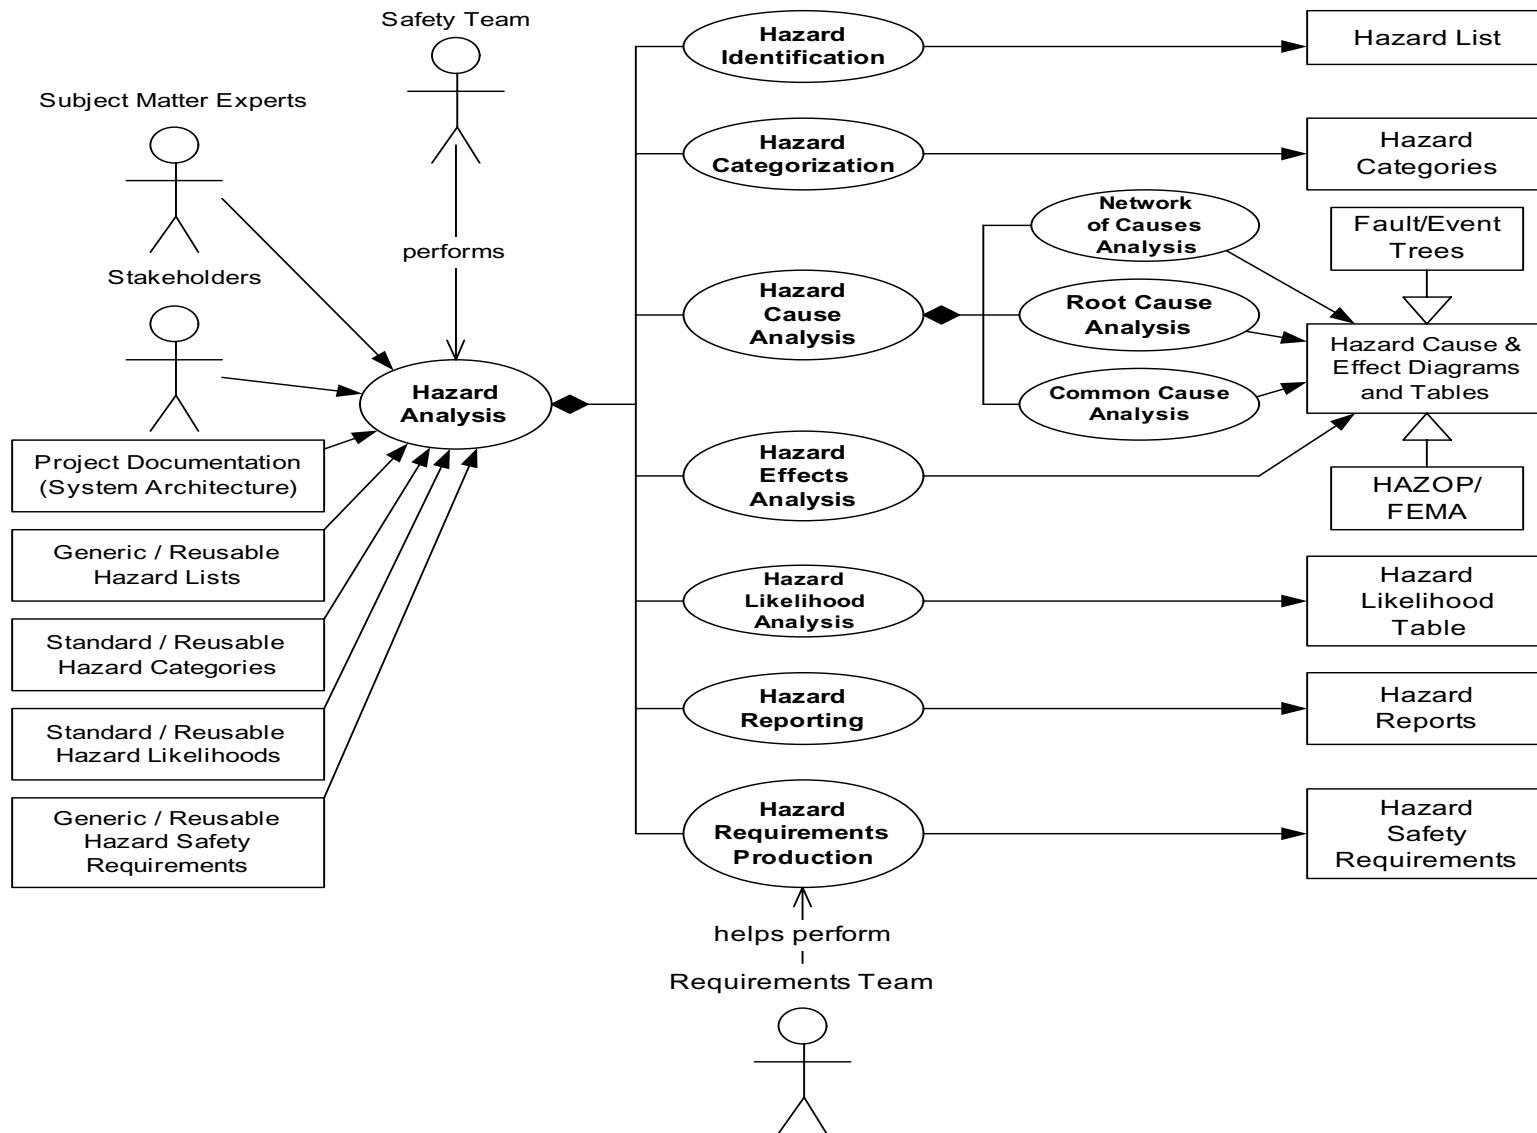 Safety Team
Subject Matter Experts
Stakeholders
performs
Hazard
Analysis
Project Documentation
(System Architecture)
Generic / Reusable
Hazard Lists
Standard / Reusable
Hazard Categories
Standard / Reusable
Hazard Likelihoods
Generic / Reusable
Hazard Safety
Requirements
Hazard
Identification
Hazard
Categorization
Hazard
Cause
Analysis
Network
of Causes
Analysis
Root Cause
Analysis
Common Cause
Analysis
Hazard
Effects
Analysis
Hazard
Likelihood
Analysis
Hazard
Reporting
Hazard
Requirements
Production
helps perform
Requirements Team
Hazard List
Hazard
Categories
Fault/Event
Trees
Hazard Cause &
Effect Diagrams
and Tables
HAZOP/
FEMA
Hazard
Likelihood
Table
Hazard
Reports
Hazard
Safety
Requirements